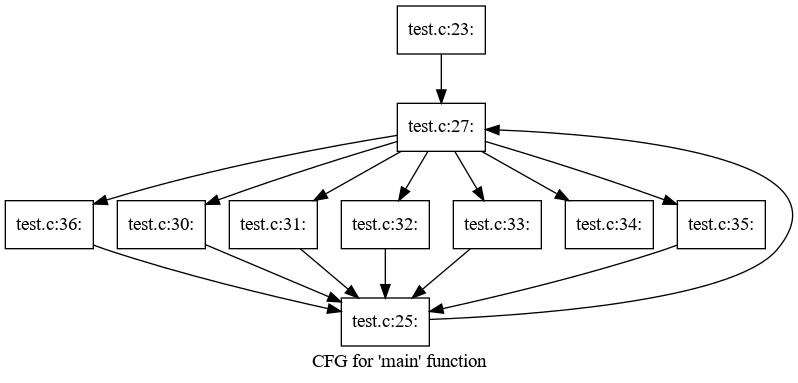 test.c:23:
test.c:27:
test.c:36:
test.c:30:
test.c:31:
test.c:32:
test.c:33:
test.c:34:
test.c:35:
test.c:25:
CFG for 'main' function